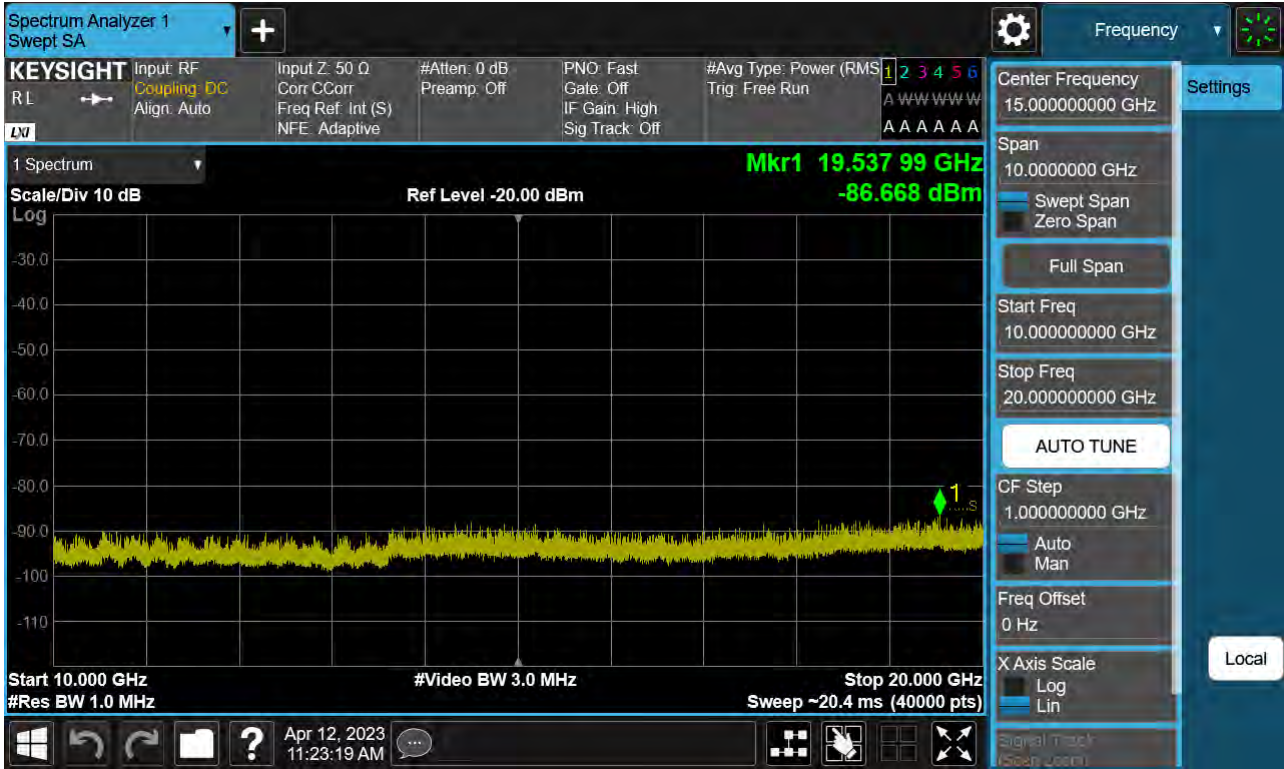 Spectrum Analyzer 1
Swept SA
+
Frequency
KEYSIGHT
RL
LXI
Input: RF
Coupling: DC
Align: Auto
Input Z: 50 Ω
Corr CCorr
Freq Ref: Int (S)
NFE: Adaptive
#Atten: 0 dB
Preamp: Off
PNO: Fast
Gate: Off
IF Gain: High
Sig Track: Off
#Avg Type: Power (RMS
Trig: Free Run
1 2 3 4 5 6
A W W W W W
A A A A A A
1 Spectrum
Mkr1 19.537 99 GHz
Scale/Div 10 dB
Ref Level -20.00 dBm
-86.668 dBm
Log
-30.0
-40.0
-50.0
-60.0
-70.0
-80.0
-90.0
-100
-110
1
Start 10.000 GHz
#Video BW 3.0 MHz
Stop 20.000 GHz
#Res BW 1.0 MHz
Sweep ~20.4 ms (40000 pts)
Center Frequency
15.000000000 GHz
Settings
Span
10.0000000 GHz
Swept Span
Zero Span
Full Span
Start Freq
10.000000000 GHz
Stop Freq
20.000000000 GHz
AUTO TUNE
CF Step
1.000000000 GHz
Auto
Man
Freq Offset
0 Hz
X Axis Scale
Log
Lin
Signal Track
(Span Zoom)
Local
?
Apr 12, 2023
11:23:19 AM